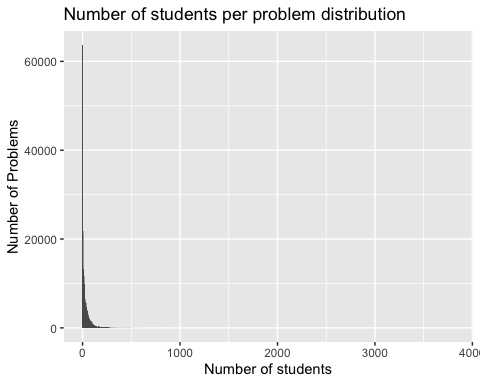 Number of students per problem distribution
60000
40000
20000
0
Number of Problems
0 1000 2000 3000 4000
Number of students